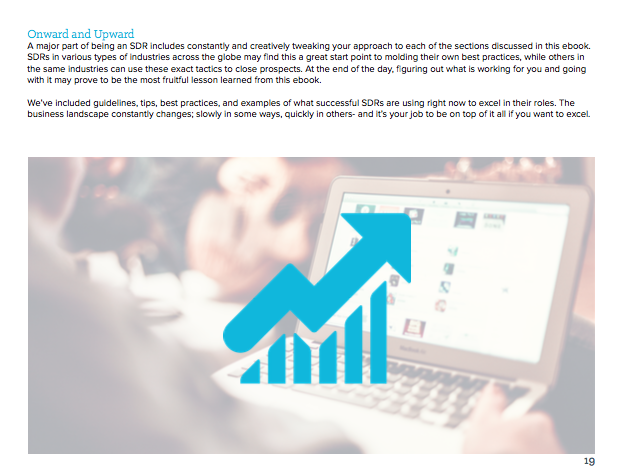 Onward and Upward
A major part of being an SDR includes constantly and creatively tweaking your approach to each of the sections discussed in this ebook.
SDRs in various types of industries across the globe may find this a great start point to molding their own best practices, while others in
the same industries can use these exact tactics to close prospects. At the end of the day, figuring out what is working for you and going
with it may prove to be the most fruitful lesson learned from this ebook.
We've included guidelines, tips, best practices, and examples of what successful SDRs are using right now to excel in their roles. The
business landscape constantly changes; slowly in some ways, quickly in others- and it's your job to be on top of it all if you want to excel.
19